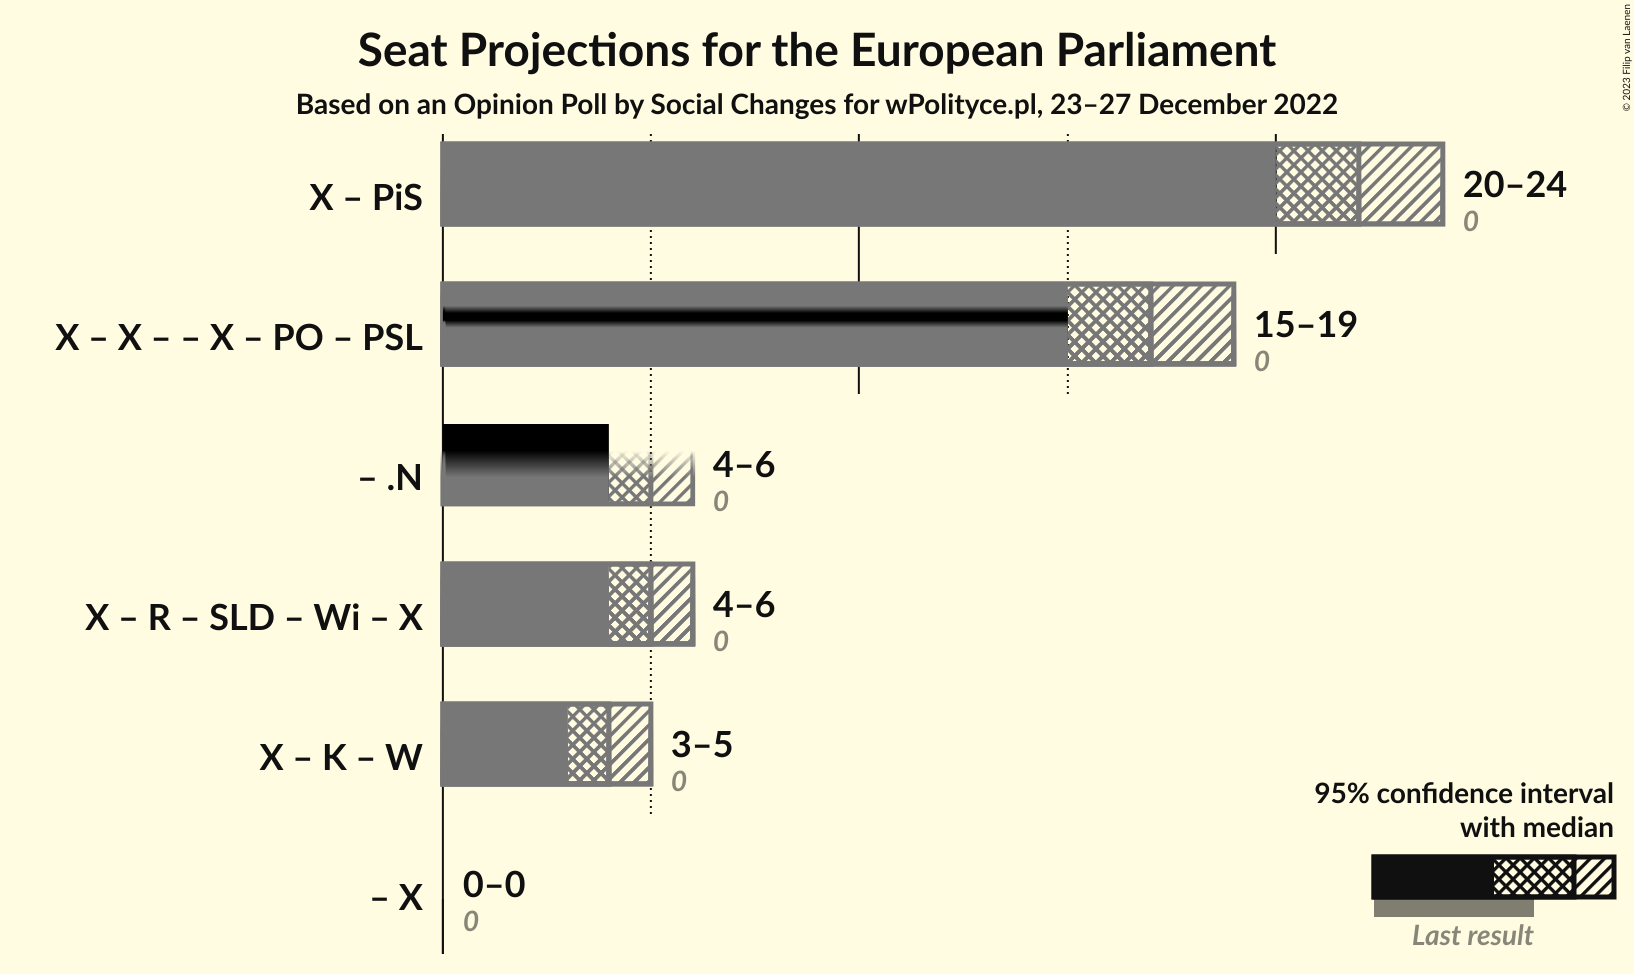 Seat Projections for the European Parliament
Based on an Opinion Poll by Social Changes for wPolityce.pl, 23–27 December 2022
© 2023 Filip van Laenen
X – PiS
20–24
0
X – X – – X – PO – PSL
15–19
0
– .N
4–6
0
X – R – SLD – Wi – X
4–6
0
X – K – W
3–5
0
– X
0–0
0
95% confidence interval
with median
Last result